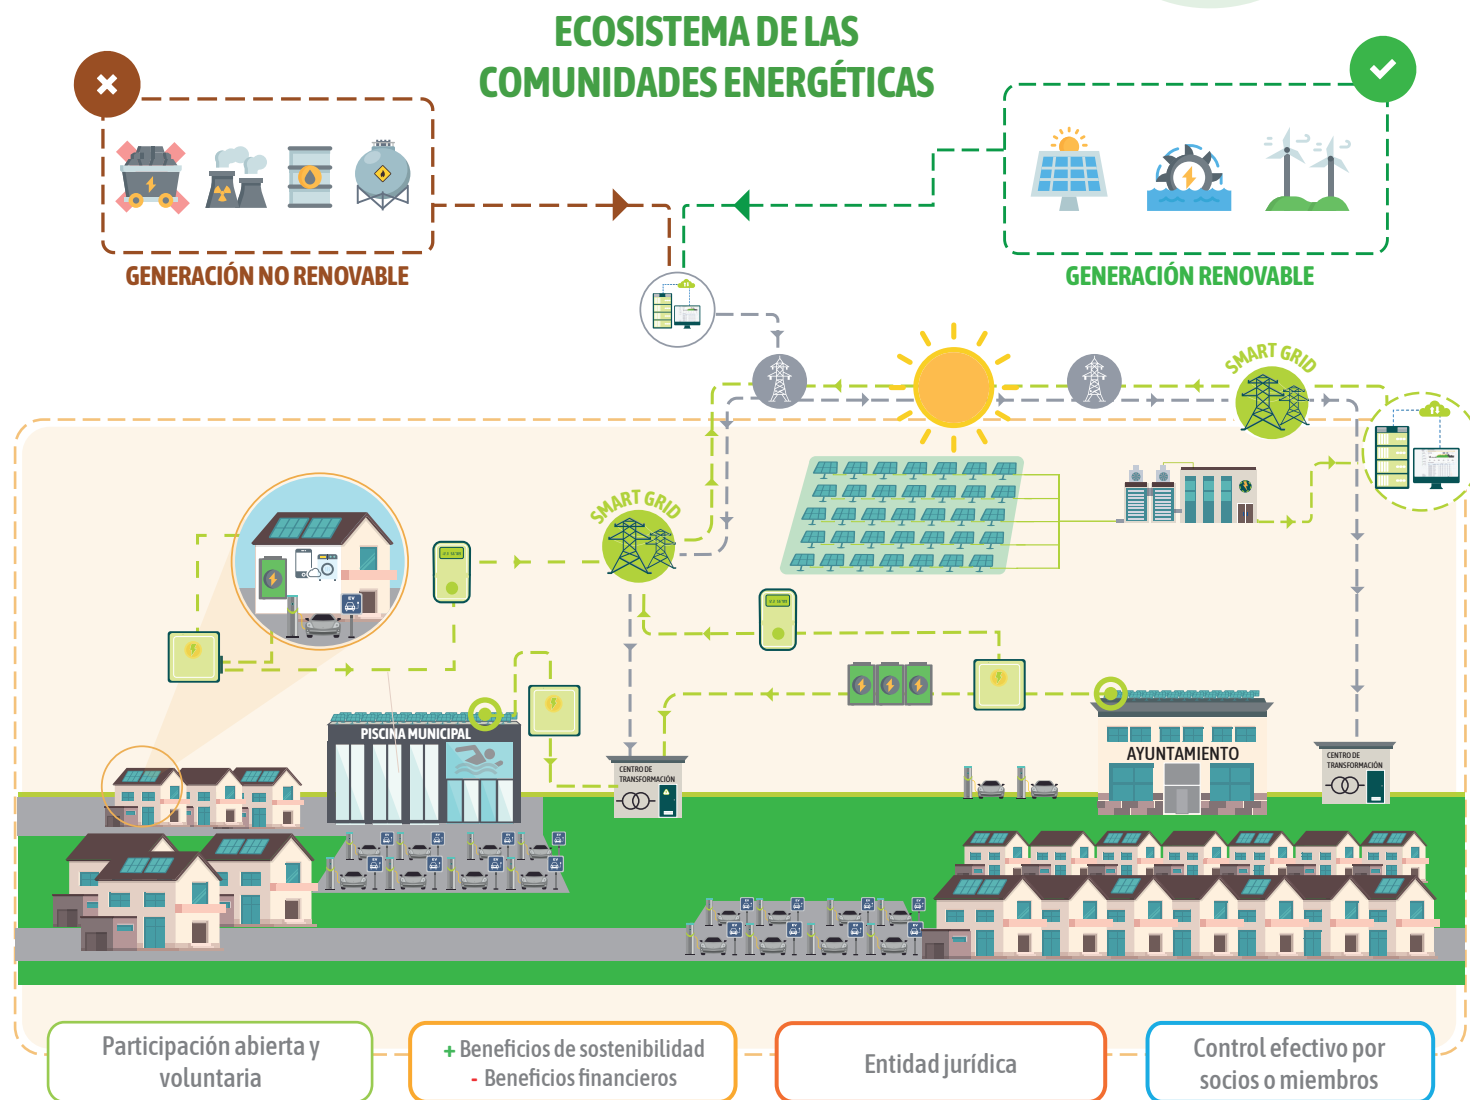 ECOSISTEMA DE LAS
COMUNIDADES ENERGÉTICAS
GENERACIÓN NO RENOVABLE
GENERACIÓN RENOVABLE
SMART GRID
SMART GRID
PISCINA MUNICIPAL
CENTRO DE
TRANSFORMACIÓN
AYUNTAMIENTO
CENTRO DE
TRANSFORMACIÓN
Participación abierta y
voluntaria
+ Beneficios de sostenibilidad
- Beneficios financieros
Entidad jurídica
Control efectivo por
socios o miembros